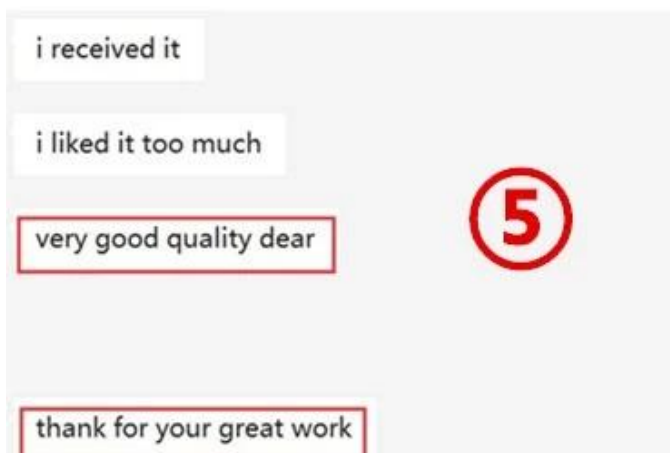 i received it
i liked it too much
very good quality dear
5
thank for your great work